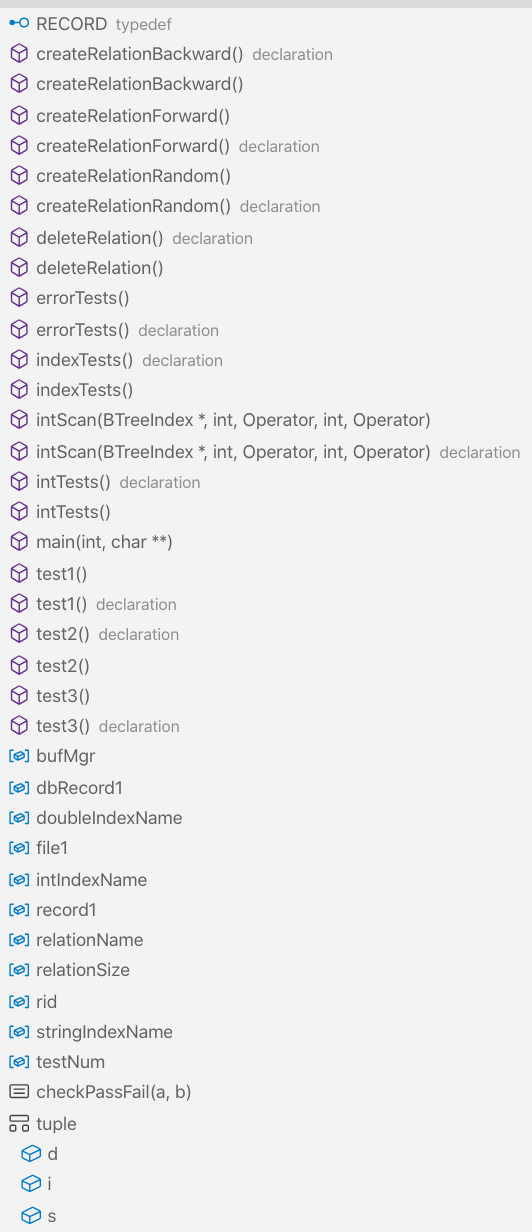 RECORD typedef
createRelationBackward() declaration
createRelationBackward()
createRelationForward()
createRelationForward() declaration
createRelationRandom()
createRelationRandom() declaration
deleteRelation() declaration
deleteRelation()
errorTests()
errorTests() declaration
indexTests() declaration
indexTests()
intScan(BTreeIndex *, int, Operator, int, Operator)
intScan(BTreeIndex *, int, Operator, int, Operator) declaration
intTests() declaration
intTests()
main(int, char **)
test1()
test1() declaration
test2() declaration
test2()
test3()
test3() declaration
bufMgr
dbRecord1
doubleIndexName
file1
intIndexName
record1
relationName
relationSize
rid
stringIndexName
testNum
checkPassFail(a, b)
tuple
d
i
s